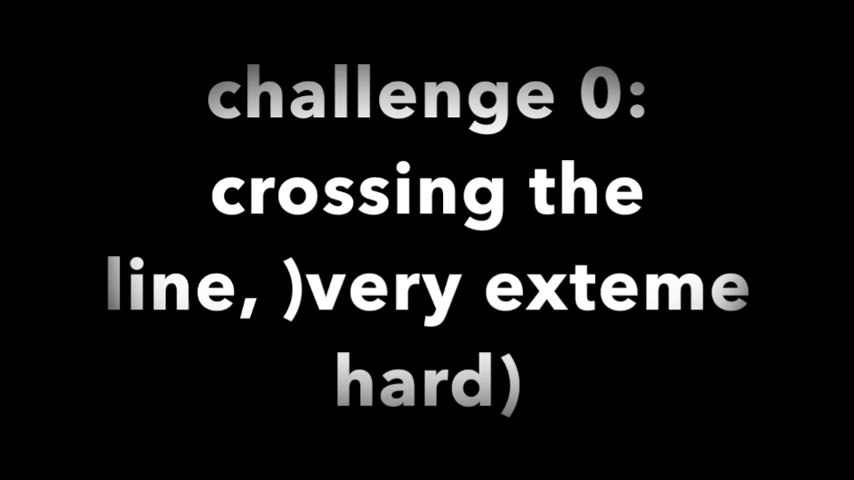 challenge 0:
crossing the
line, )very exteme
hard)